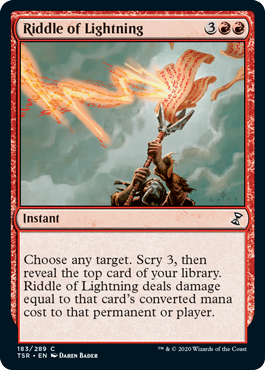 Riddle of Lightning 3
Instant
Choose any target. Scry 3, then
reveal the top card of your library.
Riddle of Lightning deals damage
equal to that card's converted mana
cost to that permanent or player.
183/289 C
TSR • EN Daren Bader
™ & © 2020 Wizards of the Coast